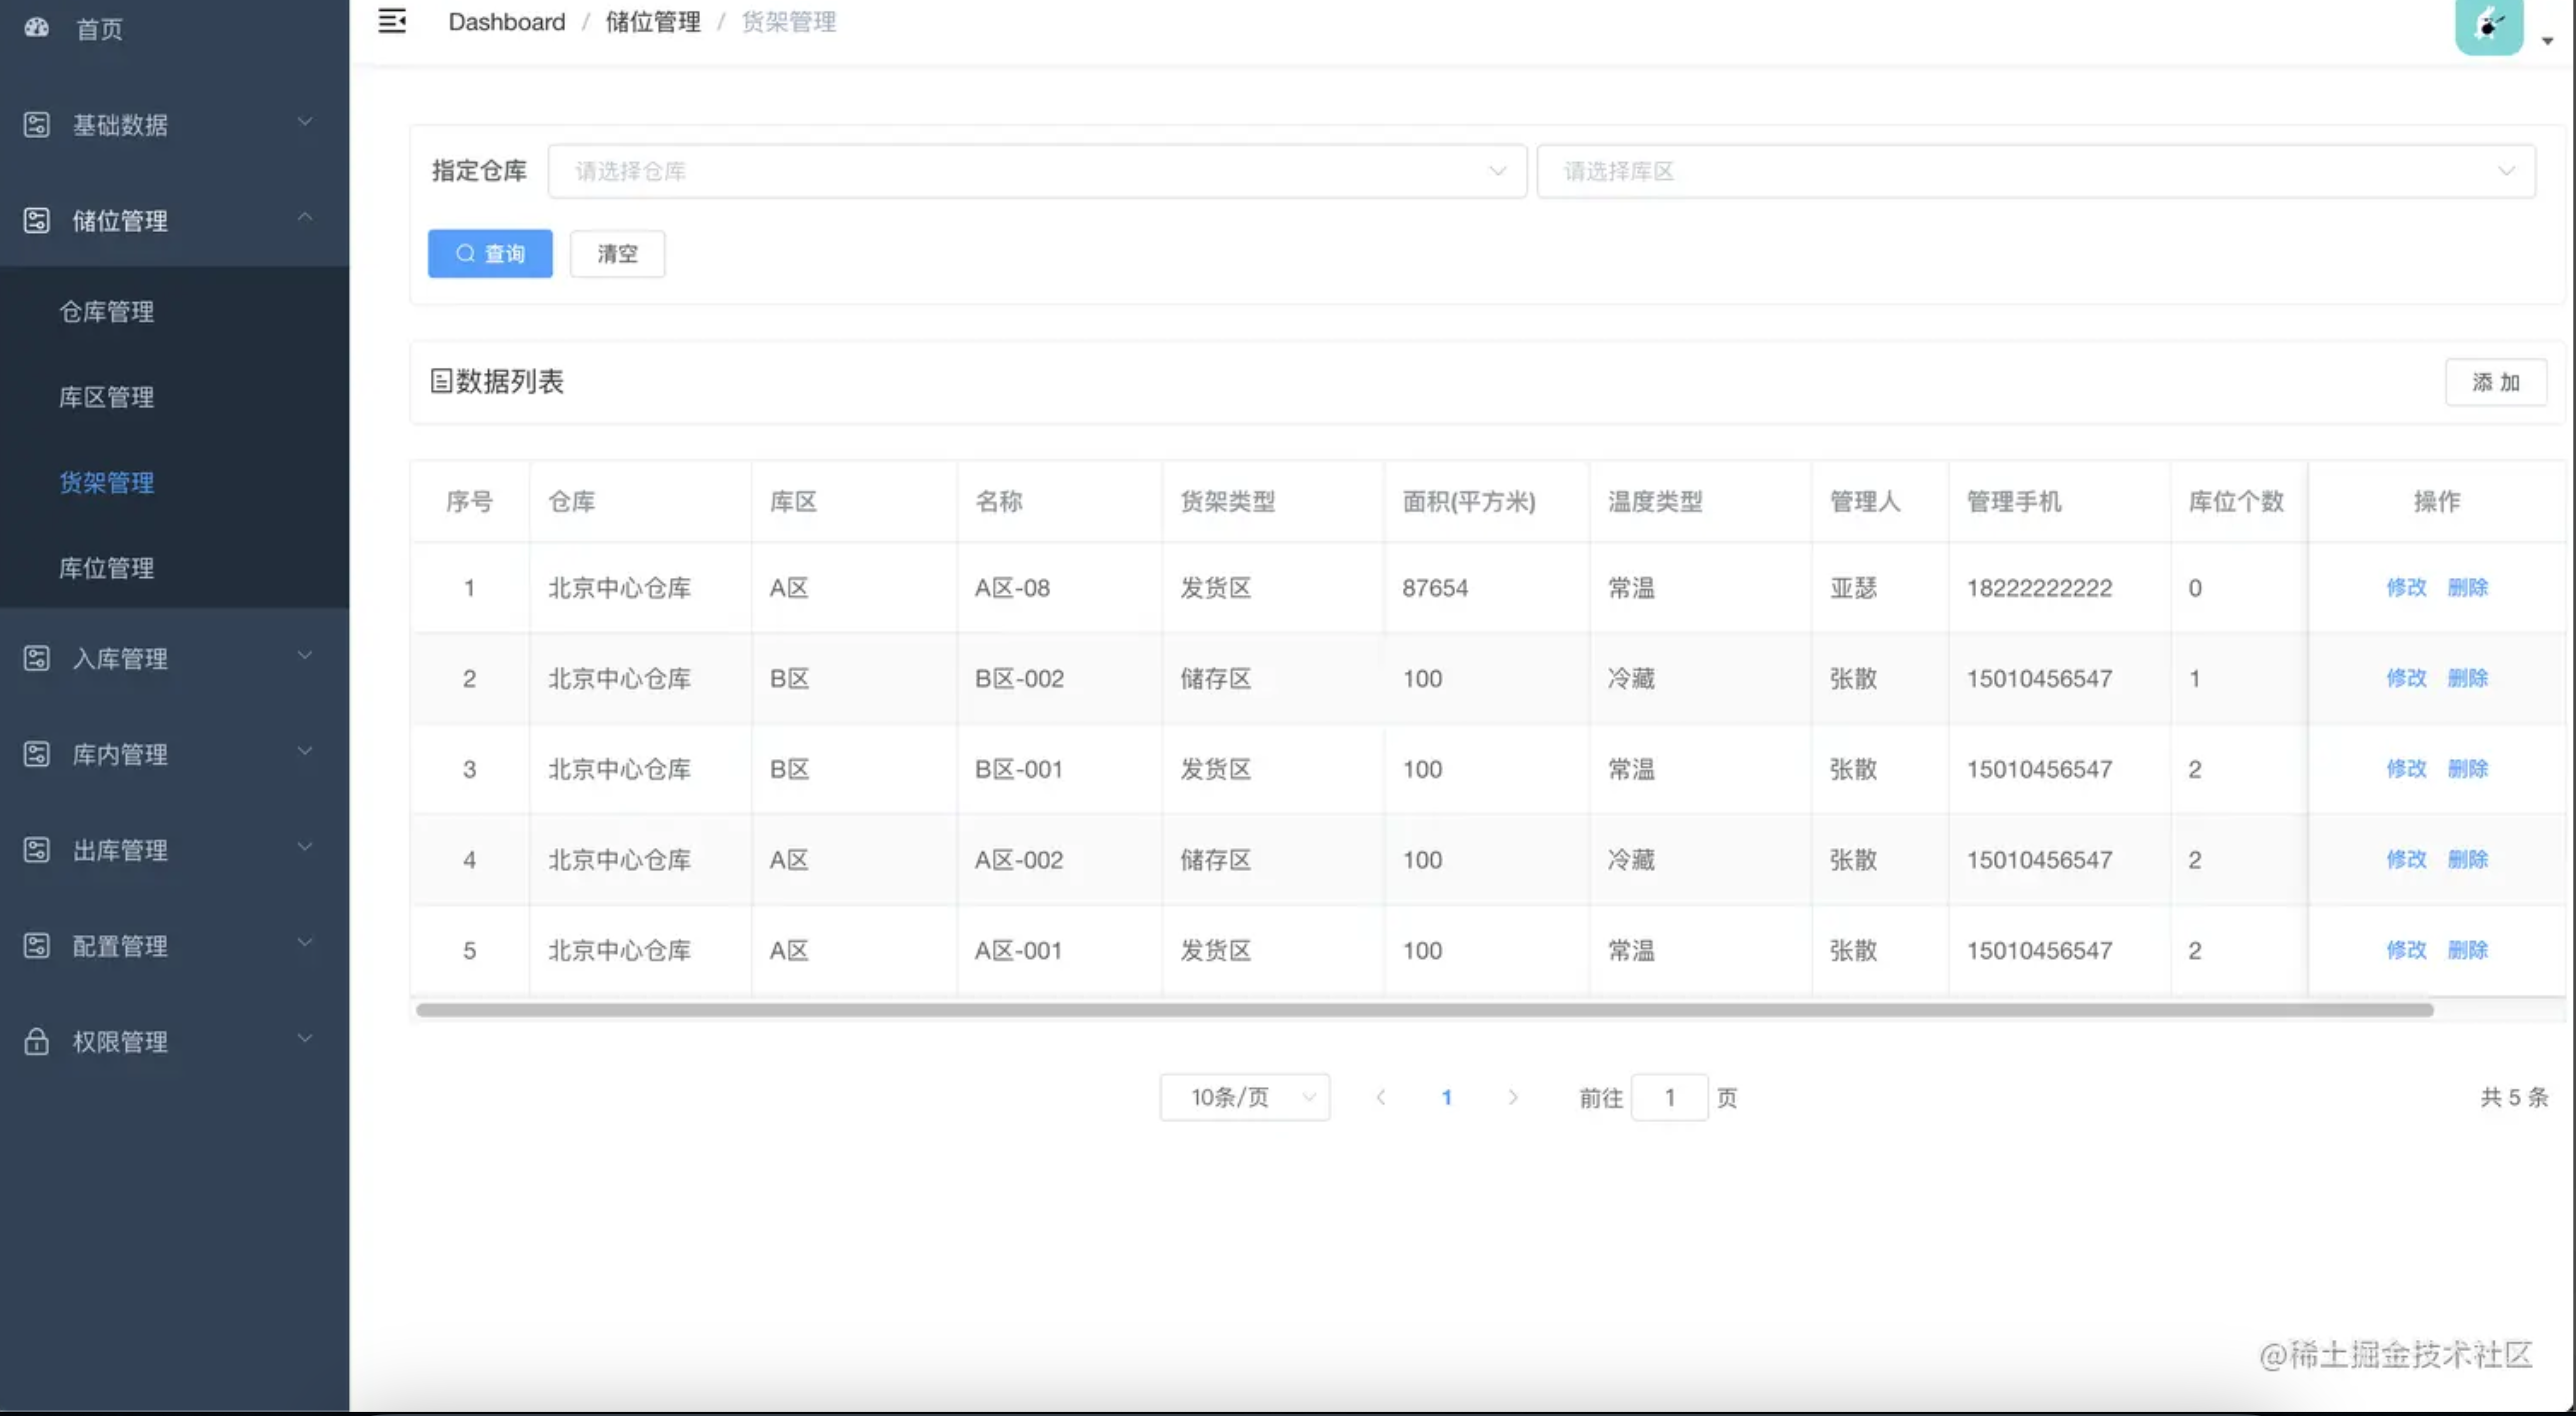 首页
基础数据
储位管理
仓库管理
库区管理
货架管理
库位管理
入库管理
库内管理
出库管理
配置管理
权限管理
Dashboard / 储位管理 / 货架管理
指定仓库 请选择仓库 请选择库区
查询 清空
数据列表 添 加
序号 仓库 库区 名称 货架类型 面积(平方米) 温度类型 管理人 管理手机 库位个数 操作
1 北京中心仓库 A区 A区-08 发货区 87654 常温 亚瑟 18222222222 0 修改 删除
2 北京中心仓库 B区 B区-002 储存区 100 冷藏 张散 15010456547 1 修改 删除
3 北京中心仓库 B区 B区-001 发货区 100 常温 张散 15010456547 2 修改 删除
4 北京中心仓库 A区 A区-002 储存区 100 冷藏 张散 15010456547 2 修改 删除
5 北京中心仓库 A区 A区-001 发货区 100 常温 张散 15010456547 2 修改 删除
10条/页 1 前往 1 页 共 5 条
@稀土掘金技术社区